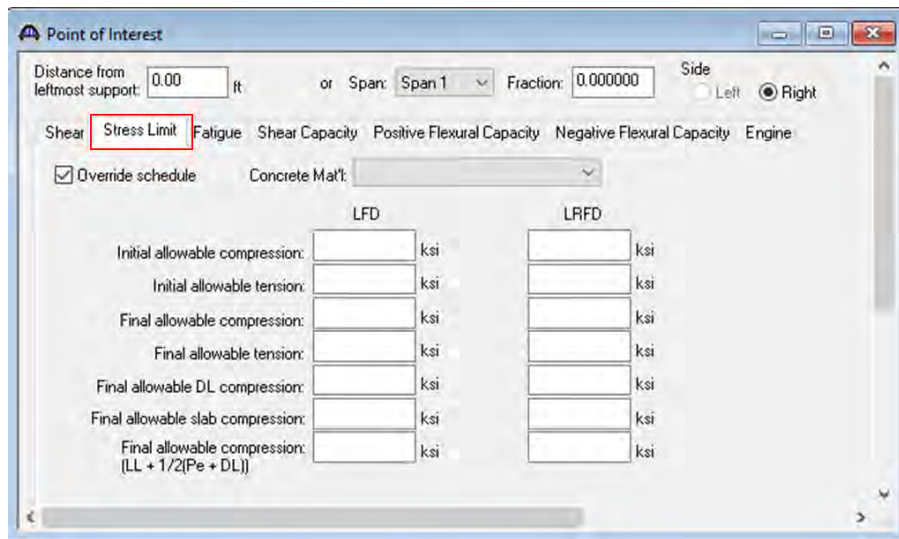 Point of Interest
Distance from leftmost support: 0.00 ft or Span: Span 1 Fraction: 0.000000 Side Left Right
Shear Stress Limit Fatigue Shear Capacity Positive Flexural Capacity Negative Flexural Capacity Engine
Override schedule Concrete Mat'l:
LFD LRFD
Initial allowable compression: ksi ksi
Initial allowable tension: ksi ksi
Final allowable compression: ksi ksi
Final allowable tension: ksi ksi
Final allowable DL compression: ksi ksi
Final allowable slab compression: ksi ksi
Final allowable compression: ksi ksi
(LL + 1/2(Pe + DL))